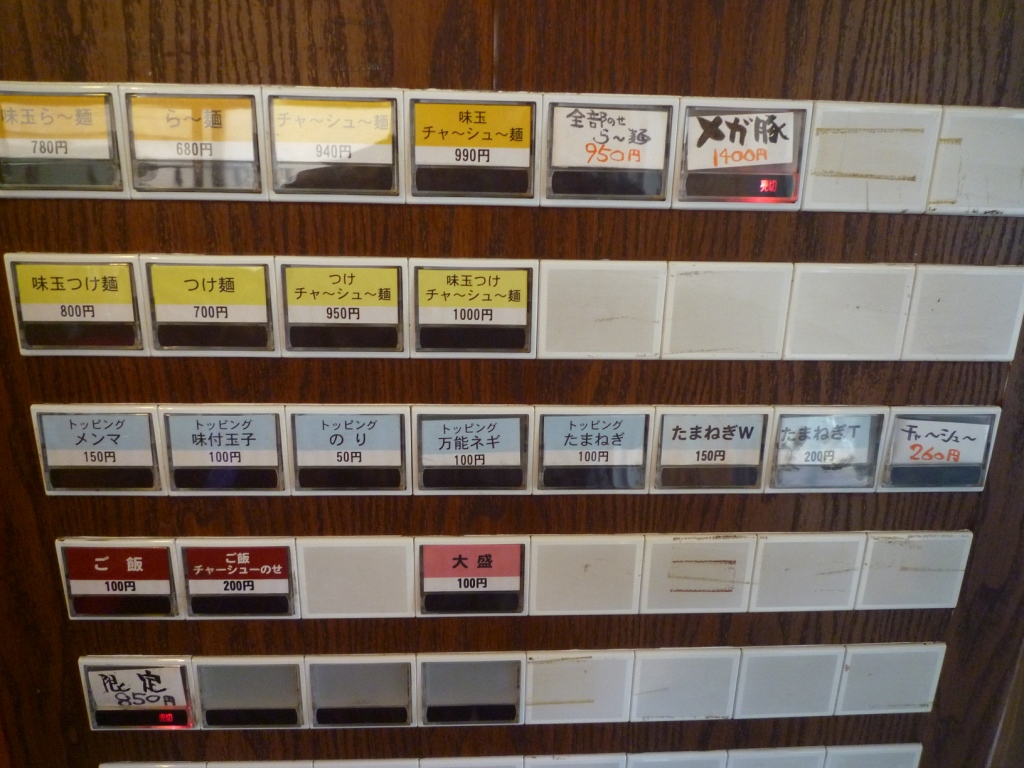 味玉ら〜麺
780円
ら〜麺
680円
チャ〜シュ〜麺
940円
味玉
チャ〜シュ〜麺
990円
全部のせ
ら〜麺
950円
メガ豚
1400円
売切
味玉つけ麺
800円
つけ麺
700円
つけ
チャ〜シュ〜麺
950円
味玉つけ
チャ〜シュ〜麺
1000円
トッピング
メンマ
150円
トッピング
味付玉子
100円
トッピング
のり
50円
トッピング
万能ネギ
100円
トッピング
たまねぎ
100円
たまねぎW
150円
たまねぎT
200円
チャ〜シュ〜
260円
ご飯
100円
ご飯
チャーシューのせ
200円
大盛
100円
限定
850円
売切